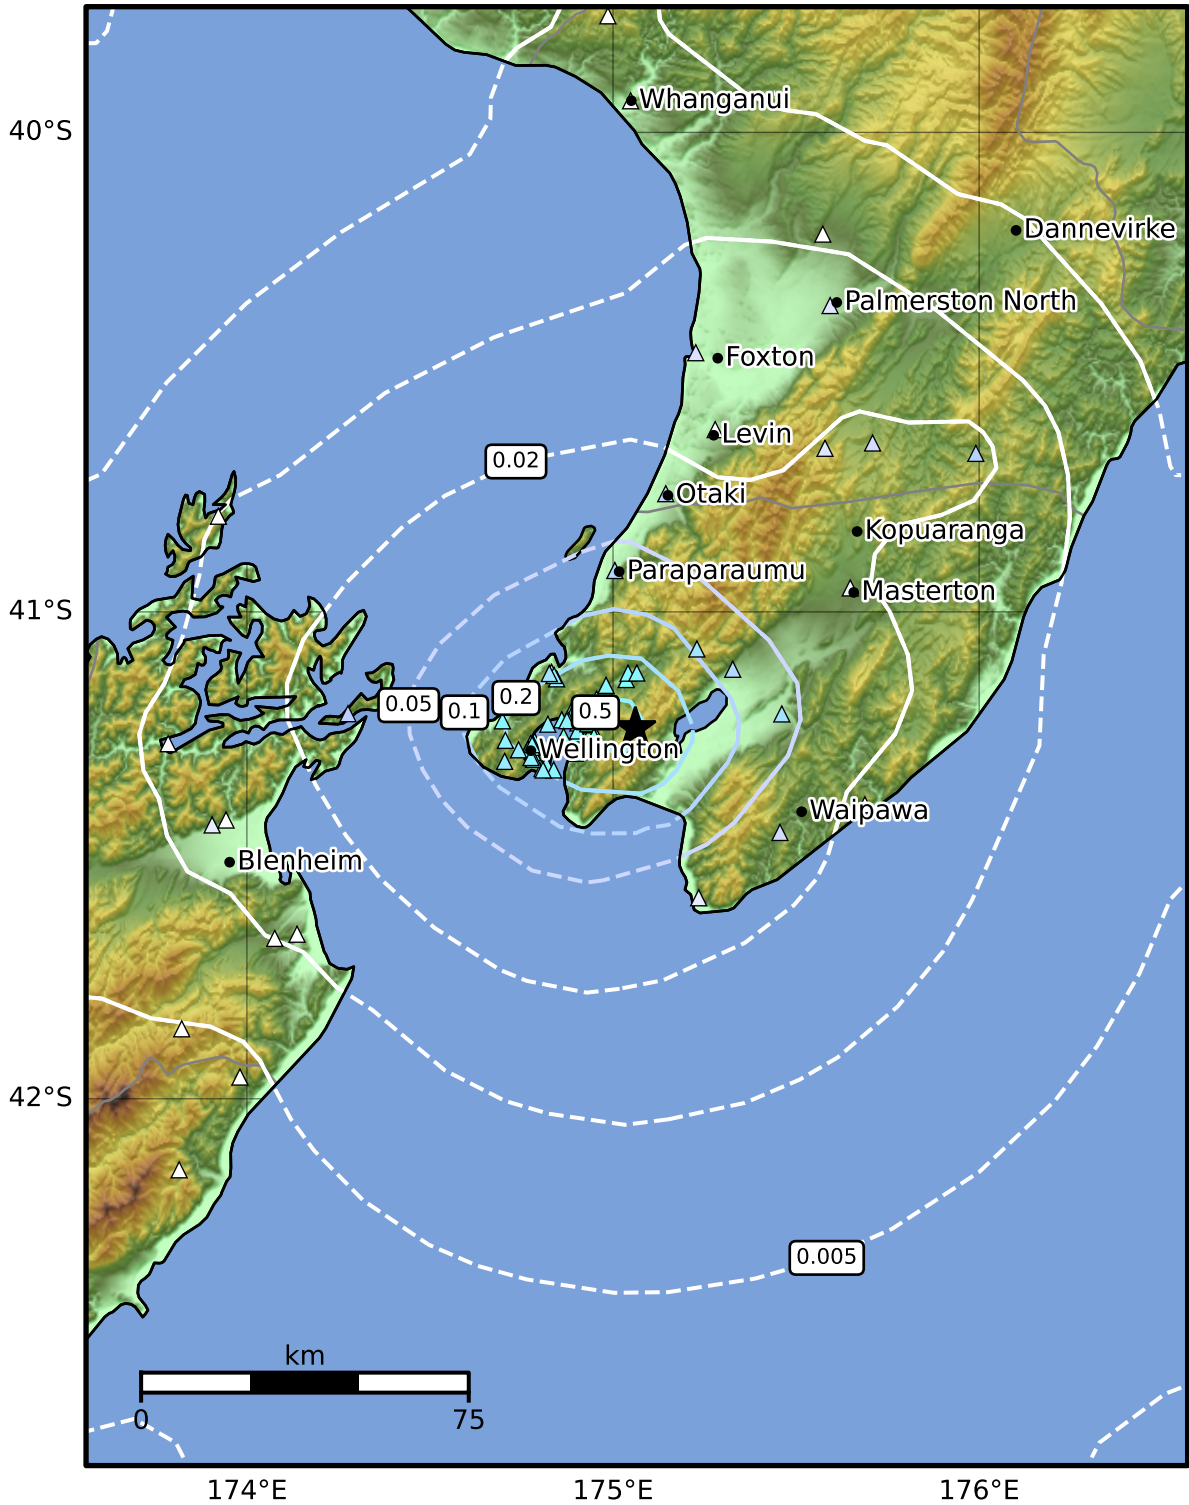 Whanganui
40°S
Dannevirke
Palmerston North
Foxton
Levin
0.02
Otaki
Kopuaranga
Paraparaumu
Masterton
41°S
0.05
0.1
0.2
0.5
Wellington
Waipawa
Blenheim
42°S
0.005
km
0
75
174°E
175°E
176°E